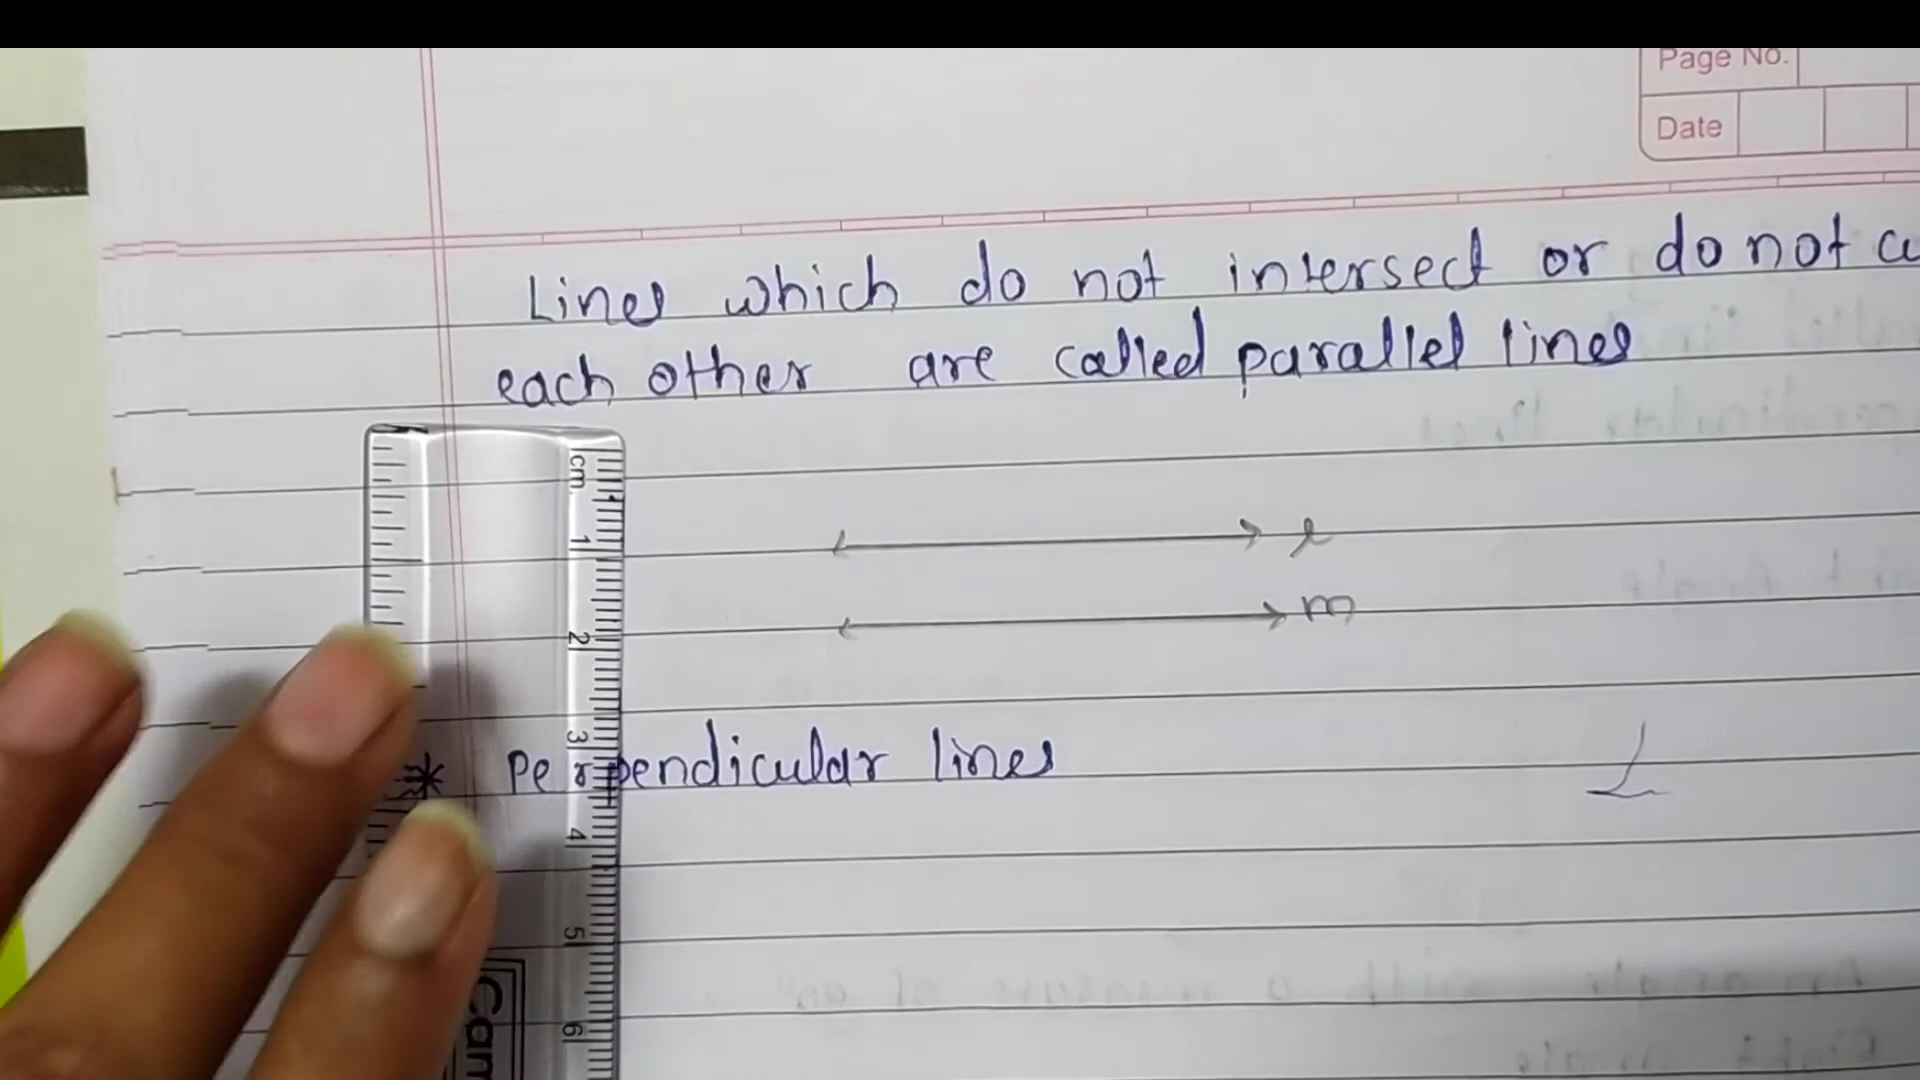 Page No.
Date
Lines which do not intersect or do not
each other are called parallel lines
cm.
1
l
2
m
3
* Perpendicular lines
4
5
6
Cam